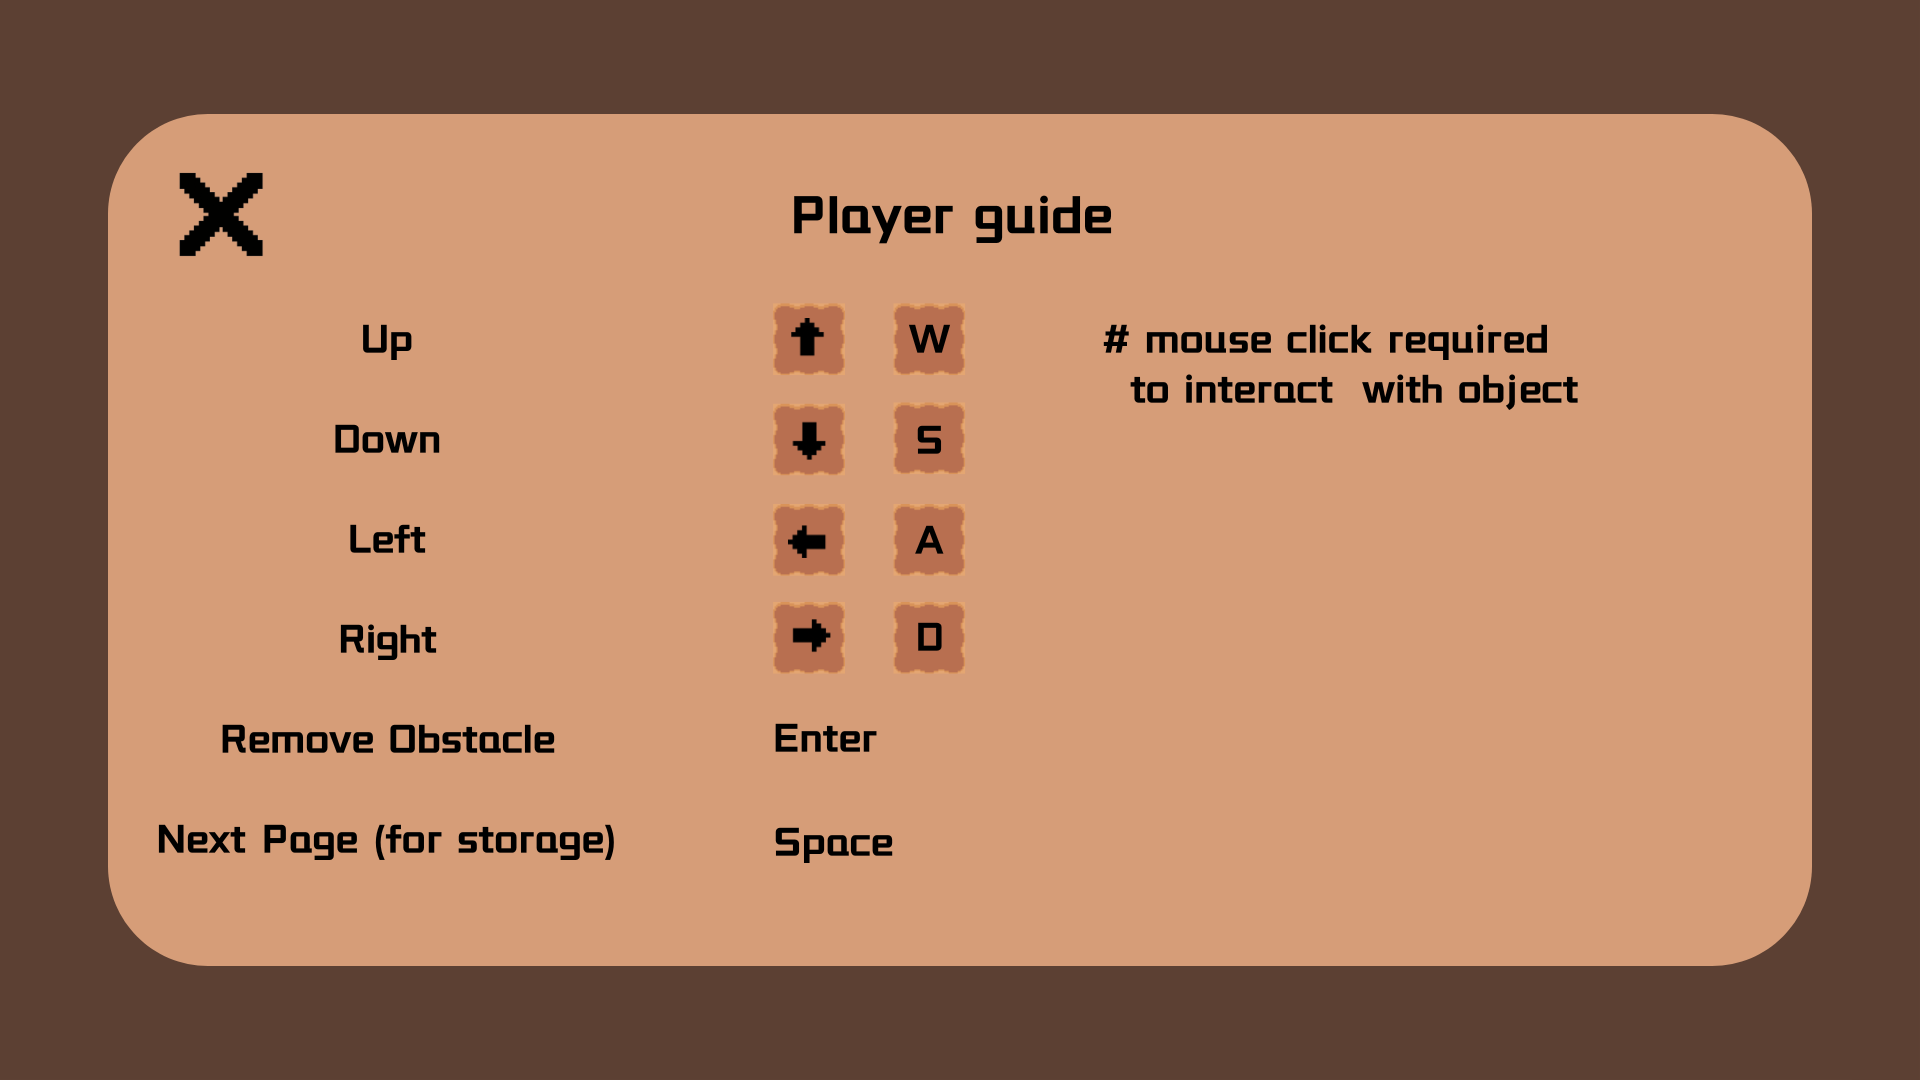 Player guide
Up W # mouse click required
to interact with object
Down S
Left A
Right D
Remove Obstacle Enter
Next Page (for storage) Space